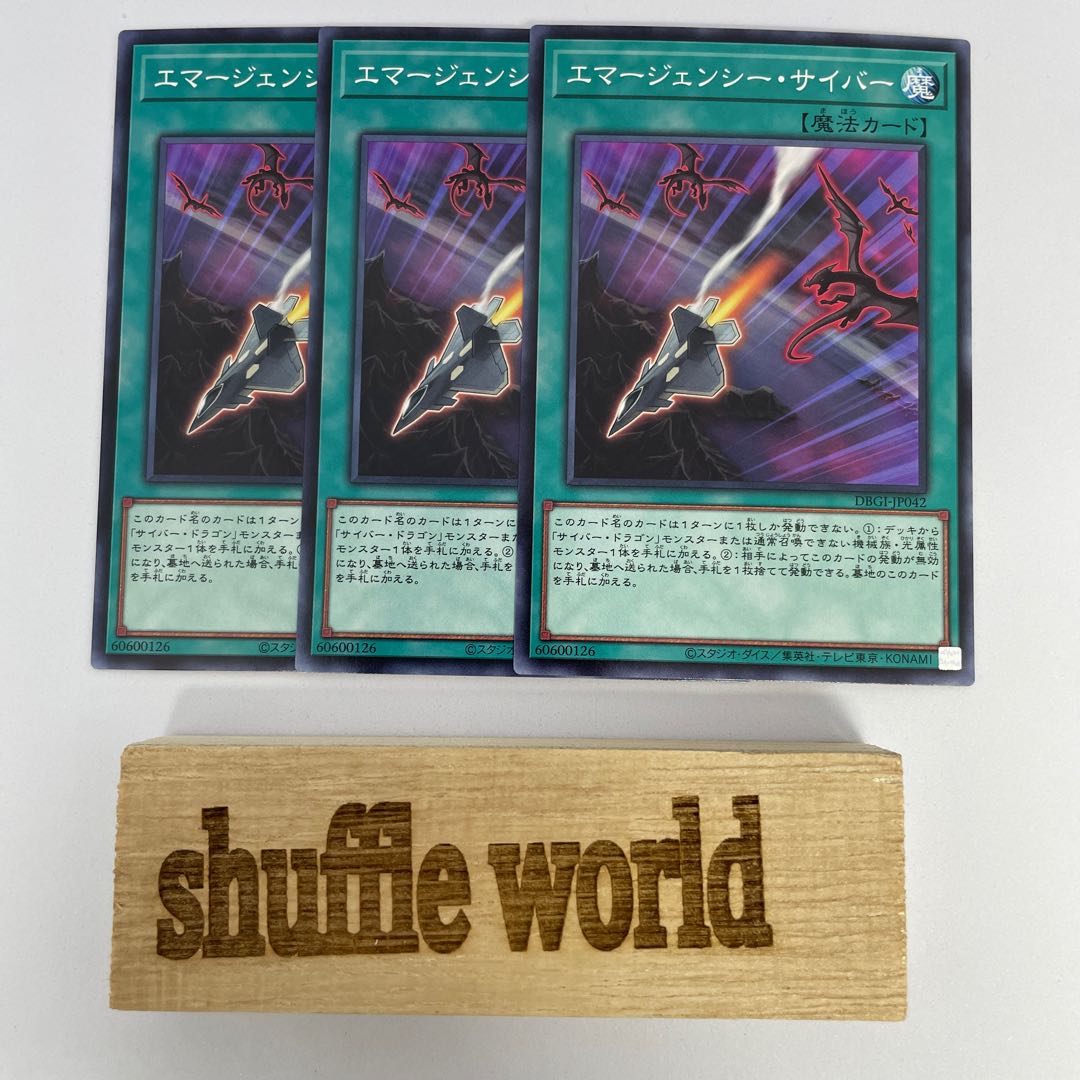 エマージェンシ
エマージェンシ
エマージェンシー・サイバー 魔
【魔法カード】
DBGI-JP042
このカード名のカードは1ターン
「サイバー・ドラゴン」モンスターま
モンスター1体を手札に加える。
になり、墓地へ送られた場合、手札
を手札に加える。
60600126
©スタジ
このカード名のカードは1ターン
「サイバー・ドラゴン」モンスターまた
モンスター1体を手札に加える。②
になり、墓地へ送られた場合、手札を
を手札に加える。
60600126
©スタジオ
このカード名のカードは1ターンに1枚しか発動できない。①:デッキから
「サイバー・ドラゴン」モンスターまたは通常召喚できない機械族・光属性
モンスター1体を手札に加える。②:相手によってこのカードの発動が無効
になり、墓地へ送られた場合、手札を1枚捨てて発動できる。墓地のこのカード
を手札に加える。
60600126
©スタジオ・ダイス/集英社・テレビ東京・KONAMI
shuffle world